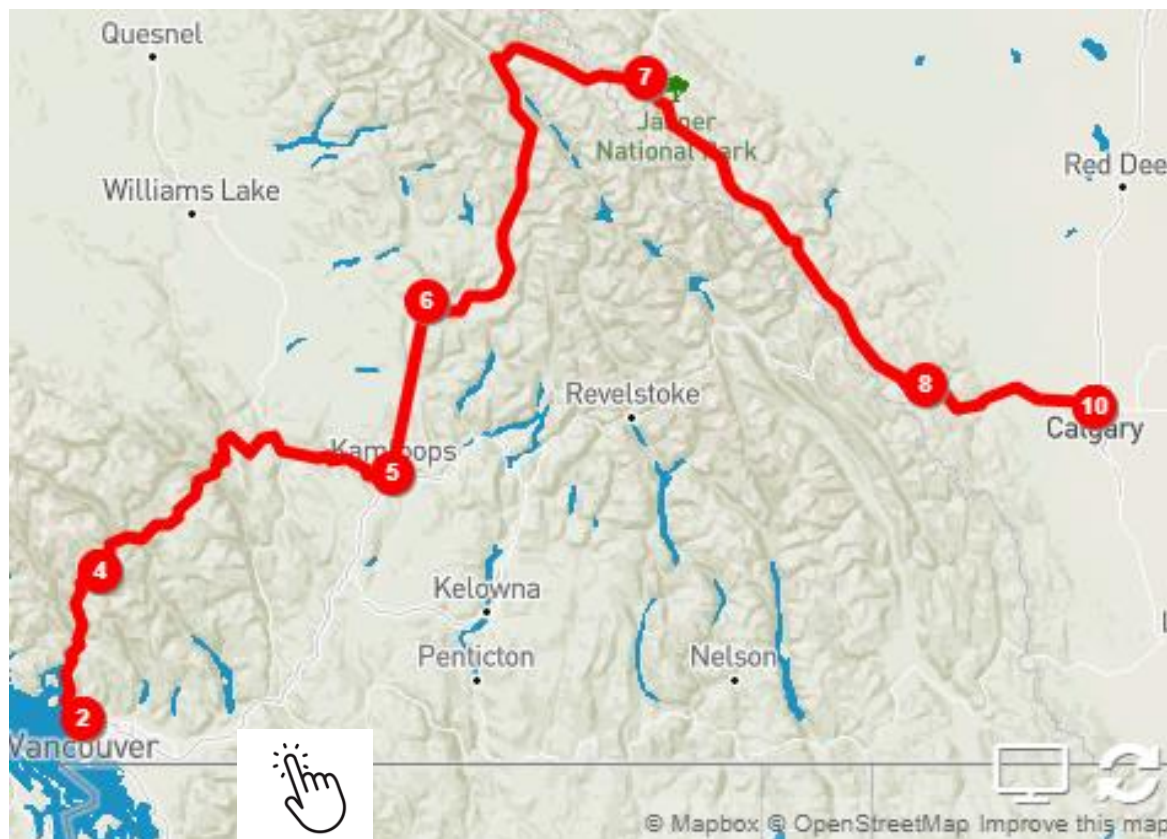 Quesnel
7
Jasper
National Park
Red Dee
Williams Lake
6
8
Revelstoke
10
Calgary
Kamloops
5
4
Kelowna
Penticton
Nelson
L
2
Vancouver
© Mapbox © OpenStreetMap Improve this map